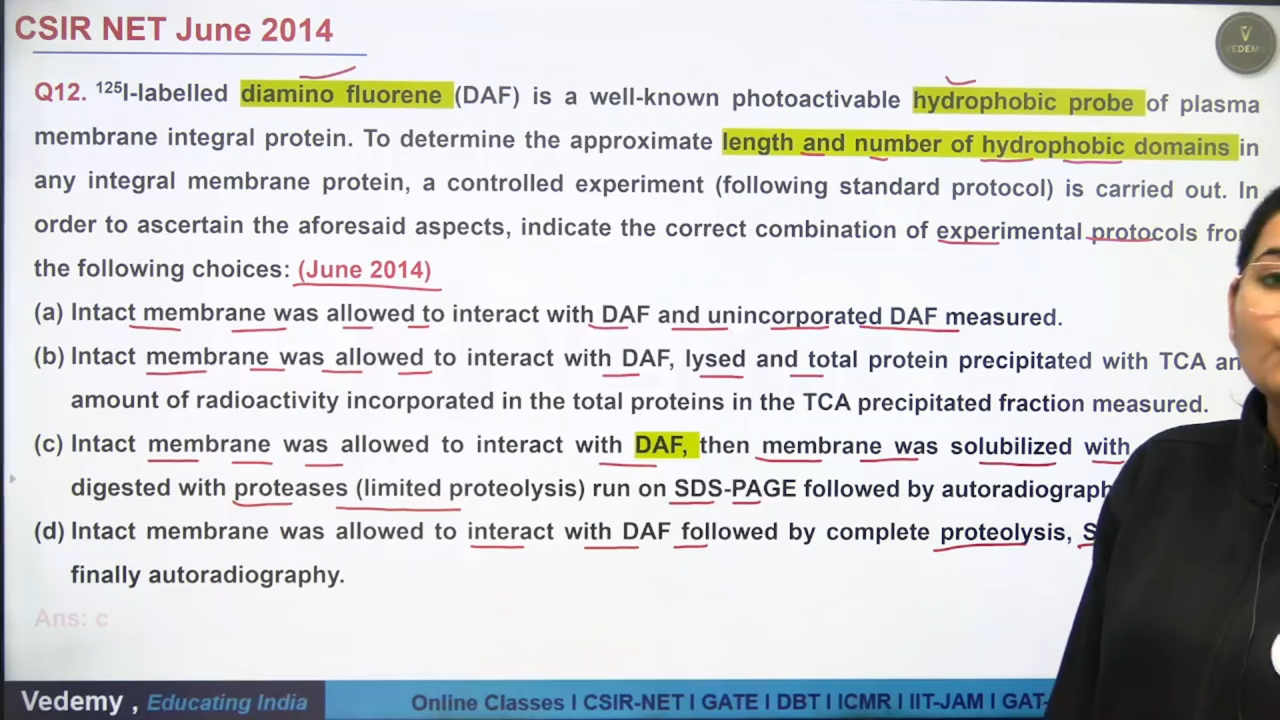 CSIR NET June 2014
VEDEMY
Q12. ¹²⁵I-labelled diamino fluorene (DAF) is a well-known photoactivable hydrophobic probe of plasma
membrane integral protein. To determine the approximate length and number of hydrophobic domains in
any integral membrane protein, a controlled experiment (following standard protocol) is carried out. In
order to ascertain the aforesaid aspects, indicate the correct combination of experimental protocols from
the following choices: (June 2014)
(a) Intact membrane was allowed to interact with DAF and unincorporated DAF measured.
(b) Intact membrane was allowed to interact with DAF, lysed and total protein precipitated with TCA an
amount of radioactivity incorporated in the total proteins in the TCA precipitated fraction measured.
(c) Intact membrane was allowed to interact with DAF, then membrane was solubilized with
digested with proteases (limited proteolysis) run on SDS-PAGE followed by autoradiograph
(d) Intact membrane was allowed to interact with DAF followed by complete proteolysis, S
finally autoradiography.
Ans: c
Vedemy , Educating India Online Classes I CSIR-NET I GATE I DBT I ICMR I IIT-JAM I GAT-